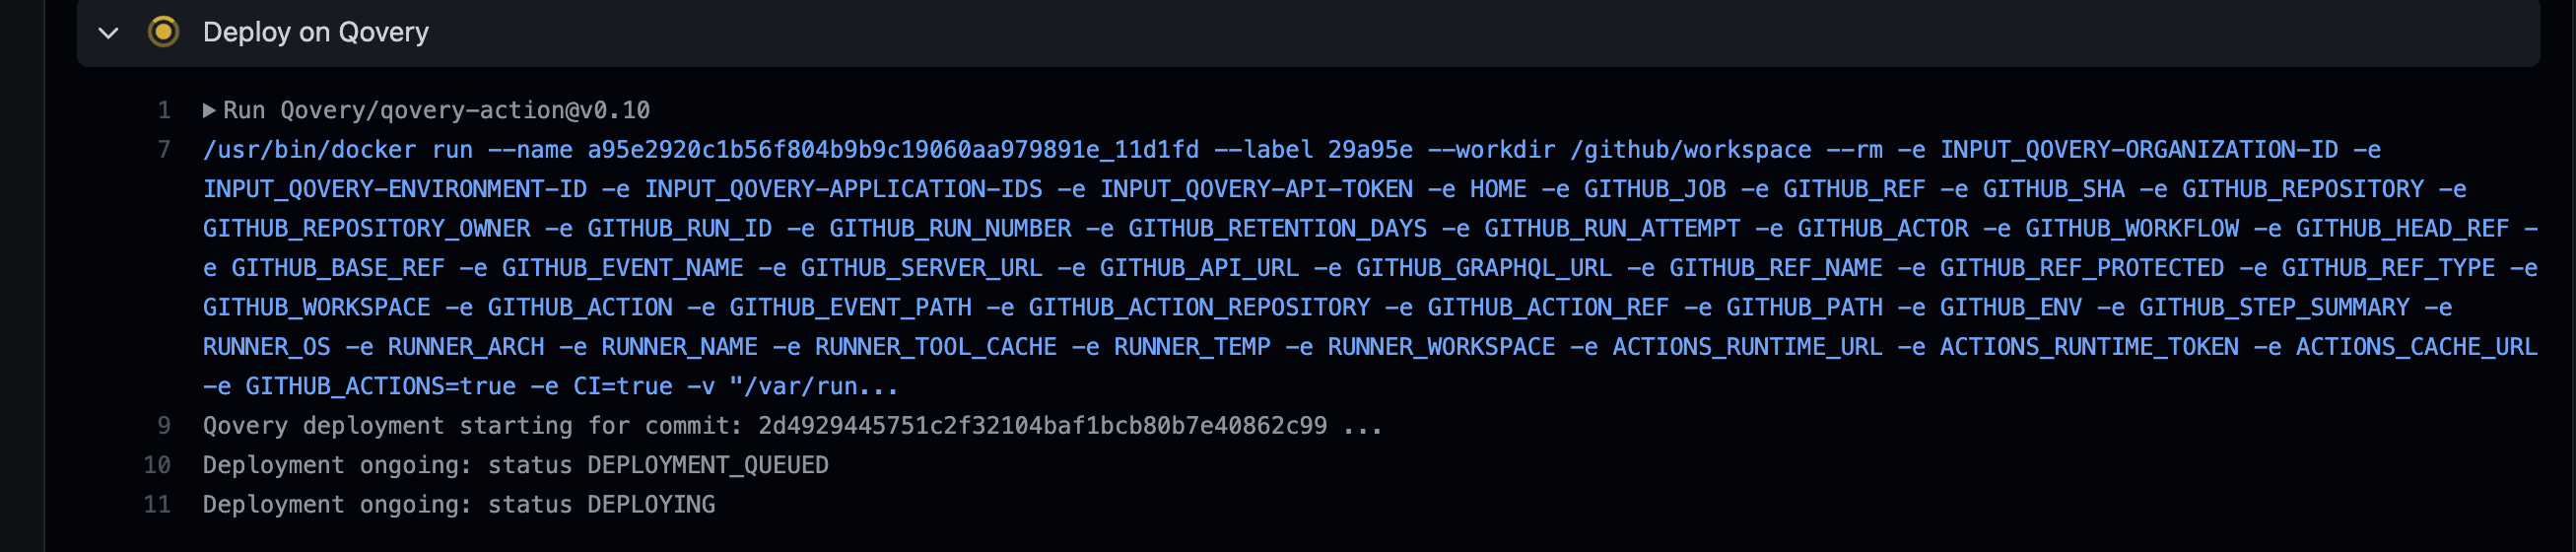 Deploy on Qovery
1 Run Qovery/qovery-action@v0.10
7 /usr/bin/docker run --name a95e2920c1b56f804b9b9c19060aa979891e_11d1fd --label 29a95e --workdir /github/workspace --rm -e INPUT_QOVERY-ORGANIZATION-ID -e
INPUT_QOVERY-ENVIRONMENT-ID -e INPUT_QOVERY-APPLICATION-IDS -e INPUT_QOVERY-API-TOKEN -e HOME -e GITHUB_JOB -e GITHUB_REF -e GITHUB_SHA -e GITHUB_REPOSITORY -e
GITHUB_REPOSITORY_OWNER -e GITHUB_RUN_ID -e GITHUB_RUN_NUMBER -e GITHUB_RETENTION_DAYS -e GITHUB_RUN_ATTEMPT -e GITHUB_ACTOR -e GITHUB_WORKFLOW -e GITHUB_HEAD_REF -
e GITHUB_BASE_REF -e GITHUB_EVENT_NAME -e GITHUB_SERVER_URL -e GITHUB_API_URL -e GITHUB_GRAPHQL_URL -e GITHUB_REF_NAME -e GITHUB_REF_PROTECTED -e GITHUB_REF_TYPE -e
GITHUB_WORKSPACE -e GITHUB_ACTION -e GITHUB_EVENT_PATH -e GITHUB_ACTION_REPOSITORY -e GITHUB_ACTION_REF -e GITHUB_PATH -e GITHUB_ENV -e GITHUB_STEP_SUMMARY -e
RUNNER_OS -e RUNNER_ARCH -e RUNNER_NAME -e RUNNER_TOOL_CACHE -e RUNNER_TEMP -e RUNNER_WORKSPACE -e ACTIONS_RUNTIME_URL -e ACTIONS_RUNTIME_TOKEN -e ACTIONS_CACHE_URL
-e GITHUB_ACTIONS=true -e CI=true -v "/var/run...
9 Qovery deployment starting for commit: 2d4929445751c2f32104baf1bcb80b7e40862c99 ...
10 Deployment ongoing: status DEPLOYMENT_QUEUED
11 Deployment ongoing: status DEPLOYING